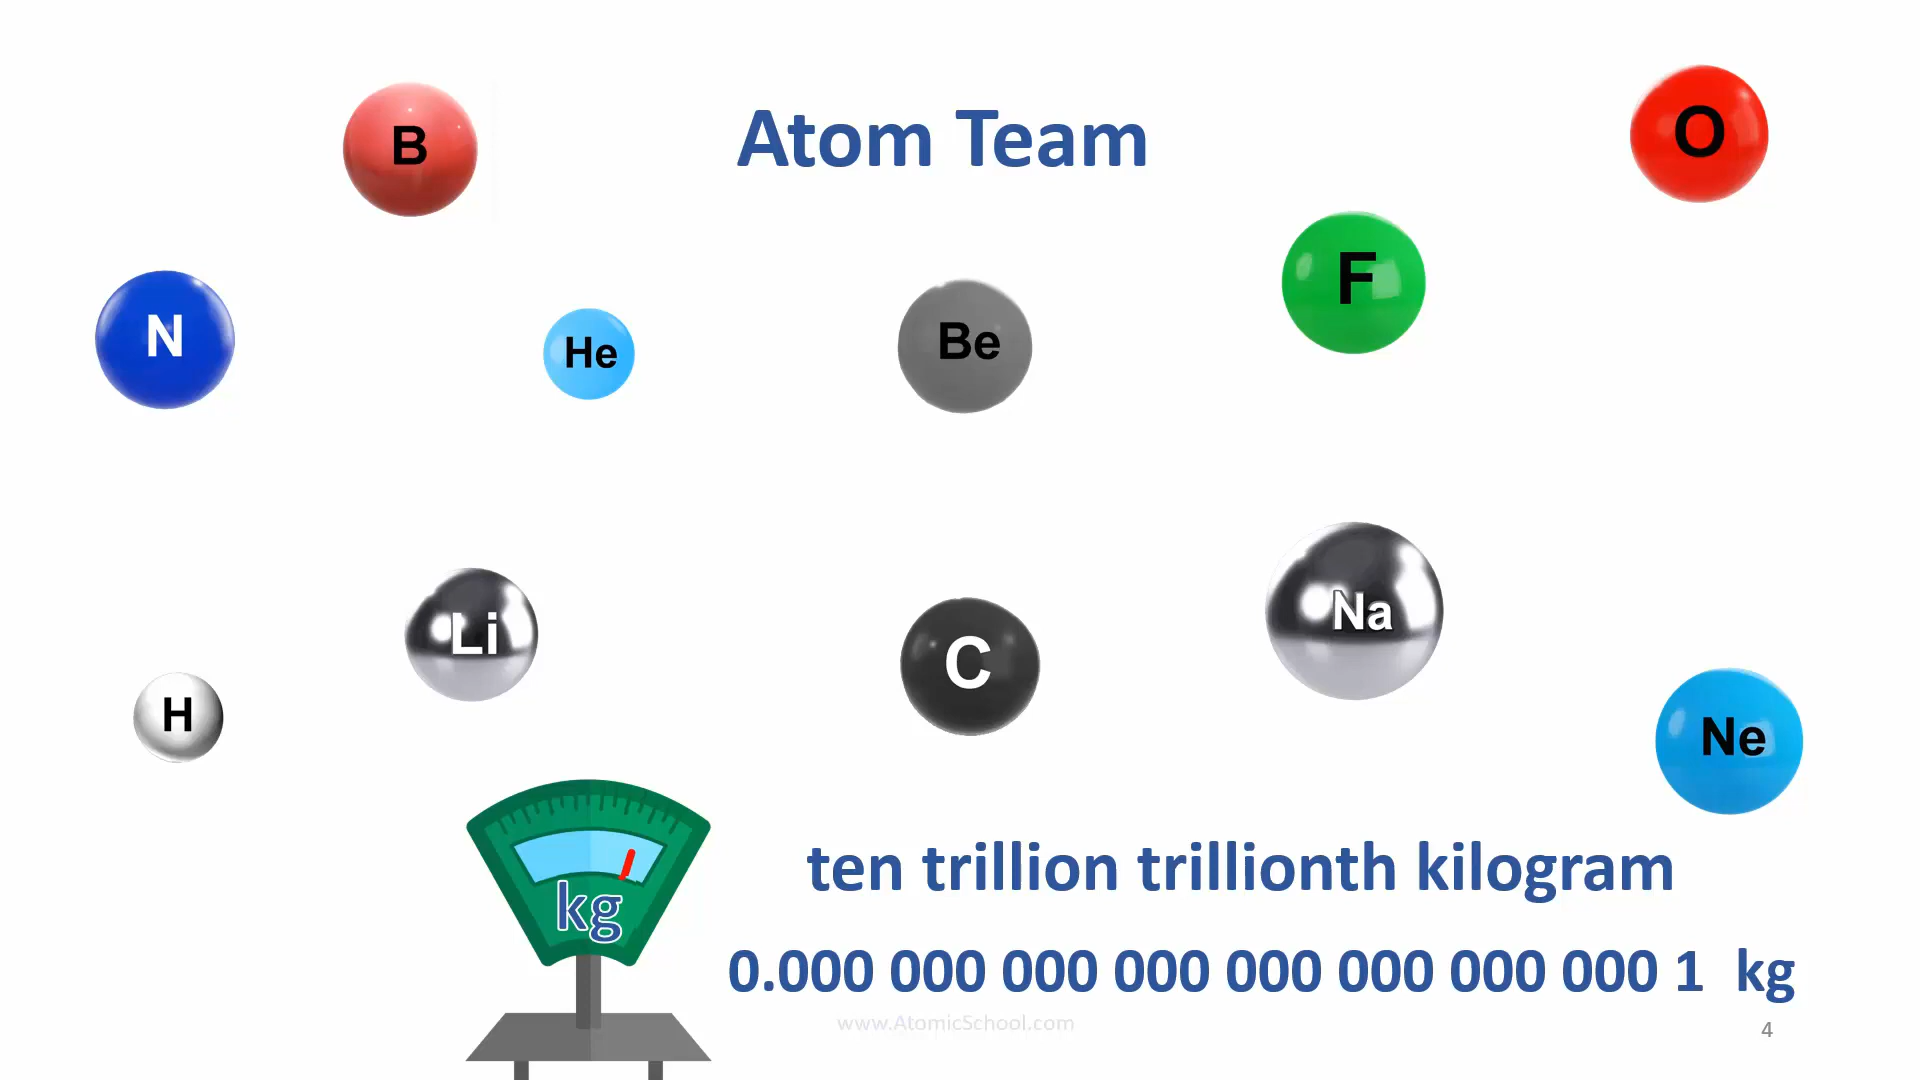 Atom Team
B
O
F
N
He
Be
Na
Li
C
H
Ne
kg
ten trillion trillionth kilogram
0.000 000 000 000 000 000 000 000 1 kg
www.AtomicSchool.com
4